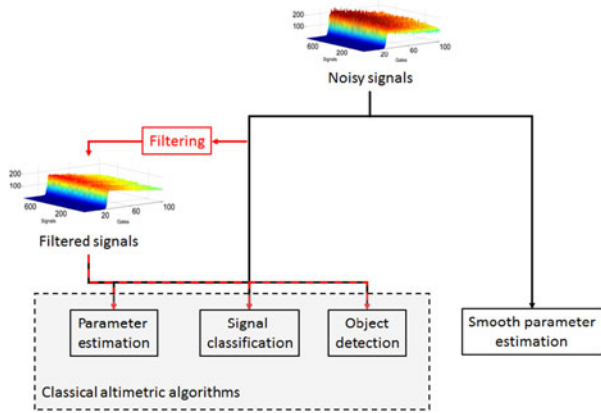 200
100
600
200
20
60
100
Signals
Gates
Noisy signals
Filtering
200
100
600
200
20
60
100
Signals
Gates
Filtered signals
Parameter
estimation
Signal
classification
Object
detection
Smooth parameter
estimation
Classical altimetric algorithms